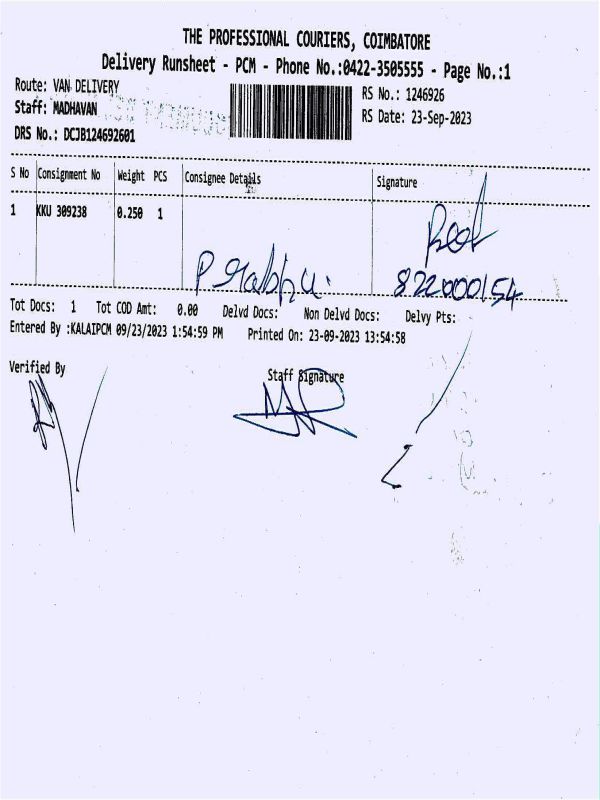 THE PROFESSIONAL COURIERS, COIMBATORE
Delivery Runsheet - PCM - Phone No.:0422-3505555 - Page No.:1
Route: VAN DELIVERY
RS No.: 1246926
Staff: MADHAVAN
RS Date: 23-Sep-2023
DRS No.: DCJB124692601
S No Consignment No Weight PCS Consignee Details Signature
1 KKU 309238 0.250 1
Prabhu.
822000154
Tot Docs: 1 Tot COD Amt: 0.00 Delvd Docs: Non Delvd Docs: Delvy Pts:
Entered By :KALAIPCM 09/23/2023 1:54:59 PM Printed On: 23-09-2023 13:54:58
Verified By Staff Signature